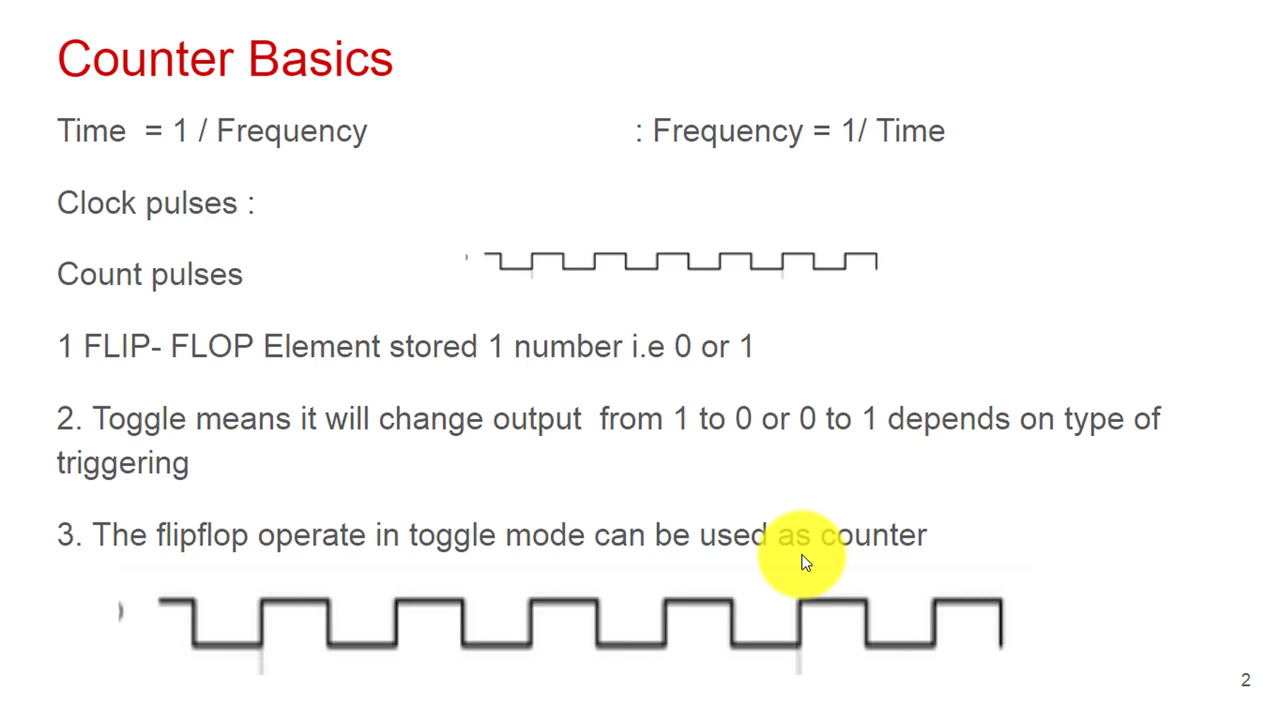 Counter Basics
Time = 1 / Frequency : Frequency = 1/ Time
Clock pulses :
Count pulses
1 FLIP- FLOP Element stored 1 number i.e 0 or 1
2. Toggle means it will change output from 1 to 0 or 0 to 1 depends on type of
triggering
3. The flipflop operate in toggle mode can be used as counter
2